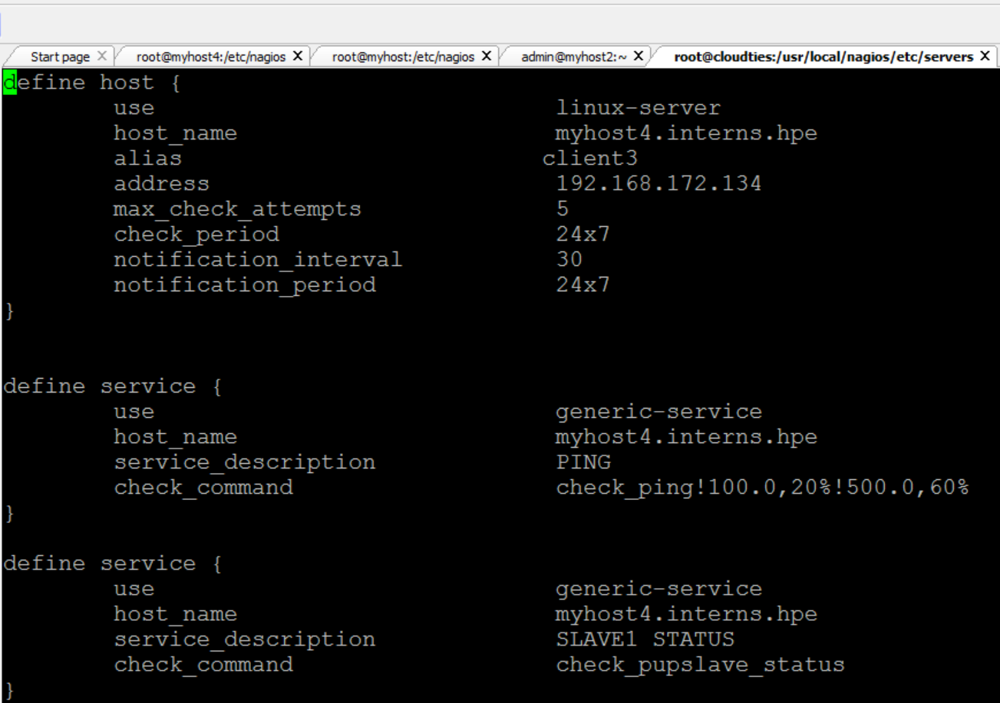 Start page X root@myhost4:/etc/nagios X root@myhost:/etc/nagios X admin@myhost2:~ X root@cloudties:/usr/local/nagios/etc/servers X
define host {
use linux-server
host_name myhost4.interns.hpe
alias client3
address 192.168.172.134
max_check_attempts 5
check_period 24x7
notification_interval 30
notification_period 24x7
}
define service {
use generic-service
host_name myhost4.interns.hpe
service_description PING
check_command check_ping!100.0,20%!500.0,60%
}
define service {
use generic-service
host_name myhost4.interns.hpe
service_description SLAVE1 STATUS
check_command check_pupslave_status
}